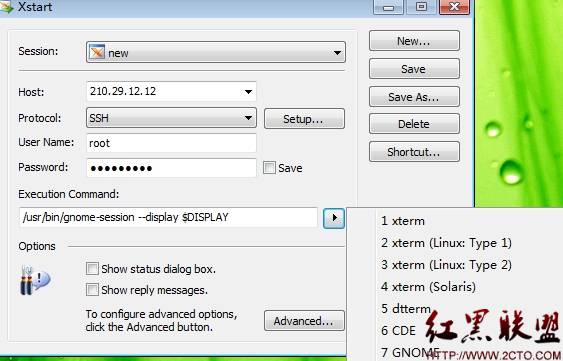 Xstart
Session: new
New...
Save
Host: 210.29.12.12
Save As...
Protocol: SSH Setup...
Delete
User Name: root
Shortcut...
Password: ●●●●●●●●● Save
Execution Command:
/usr/bin/gnome-session --display $DISPLAY
1 xterm
2 xterm (Linux: Type 1)
3 xterm (Linux: Type 2)
4 xterm (Solaris)
5 dtterm
6 CDE
7 GNOME
Options
Show status dialog box.
Show reply messages.
To configure advanced options,
click the Advanced button.
Advanced...
红黑联盟
HTTP://WWW.2CTO.COM